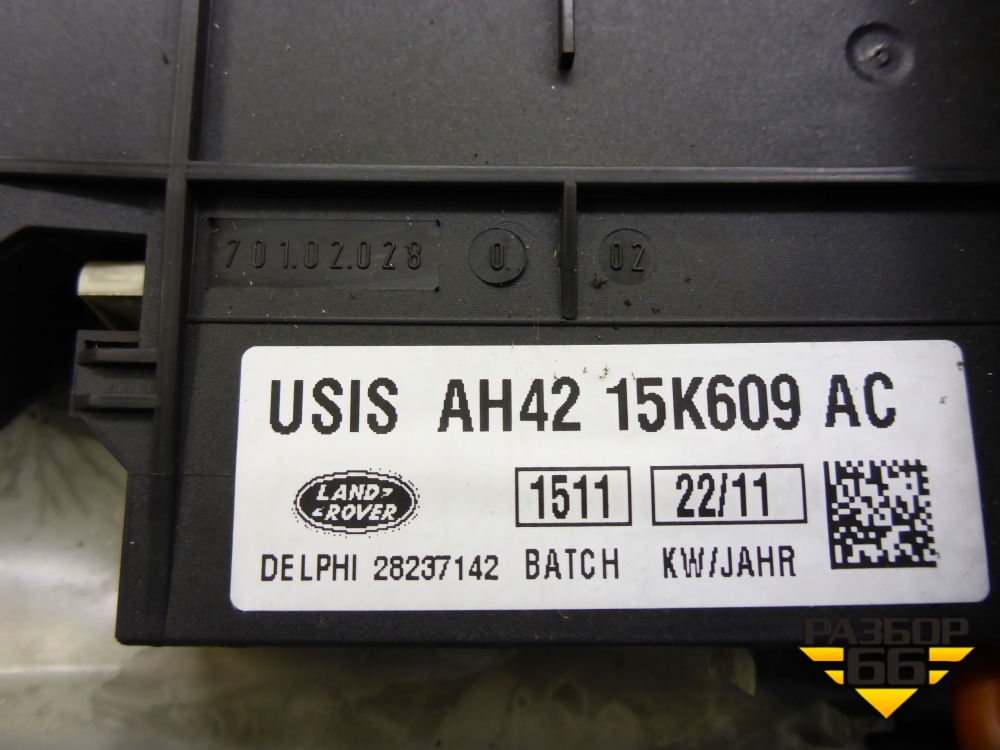 701.02.028 0. 02
USIS AH42 15K609 AC
LAND-
ROVER
1511 22/11
DELPHI 28237142 BATCH KW/JAHR
РАЗБОР
66